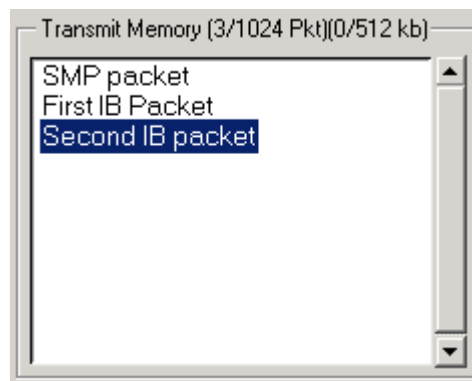 Transmit Memory (3/1024 Pkt)(0/512 kb)
SMP packet
First IB Packet
Second IB packet